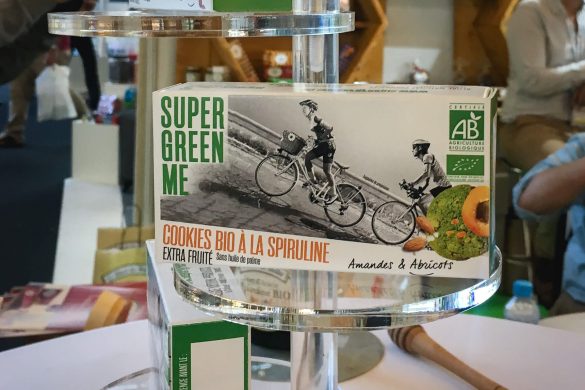 SUPER
GREEN
ME
COOKIES BIO À LA SPIRULINE
EXTRA FRUITÉ Sans huile de palme
Amandes & Abricots
CERTIFIÉ
AB
AGRICULTURE
BIOLOGIQUE
BIO